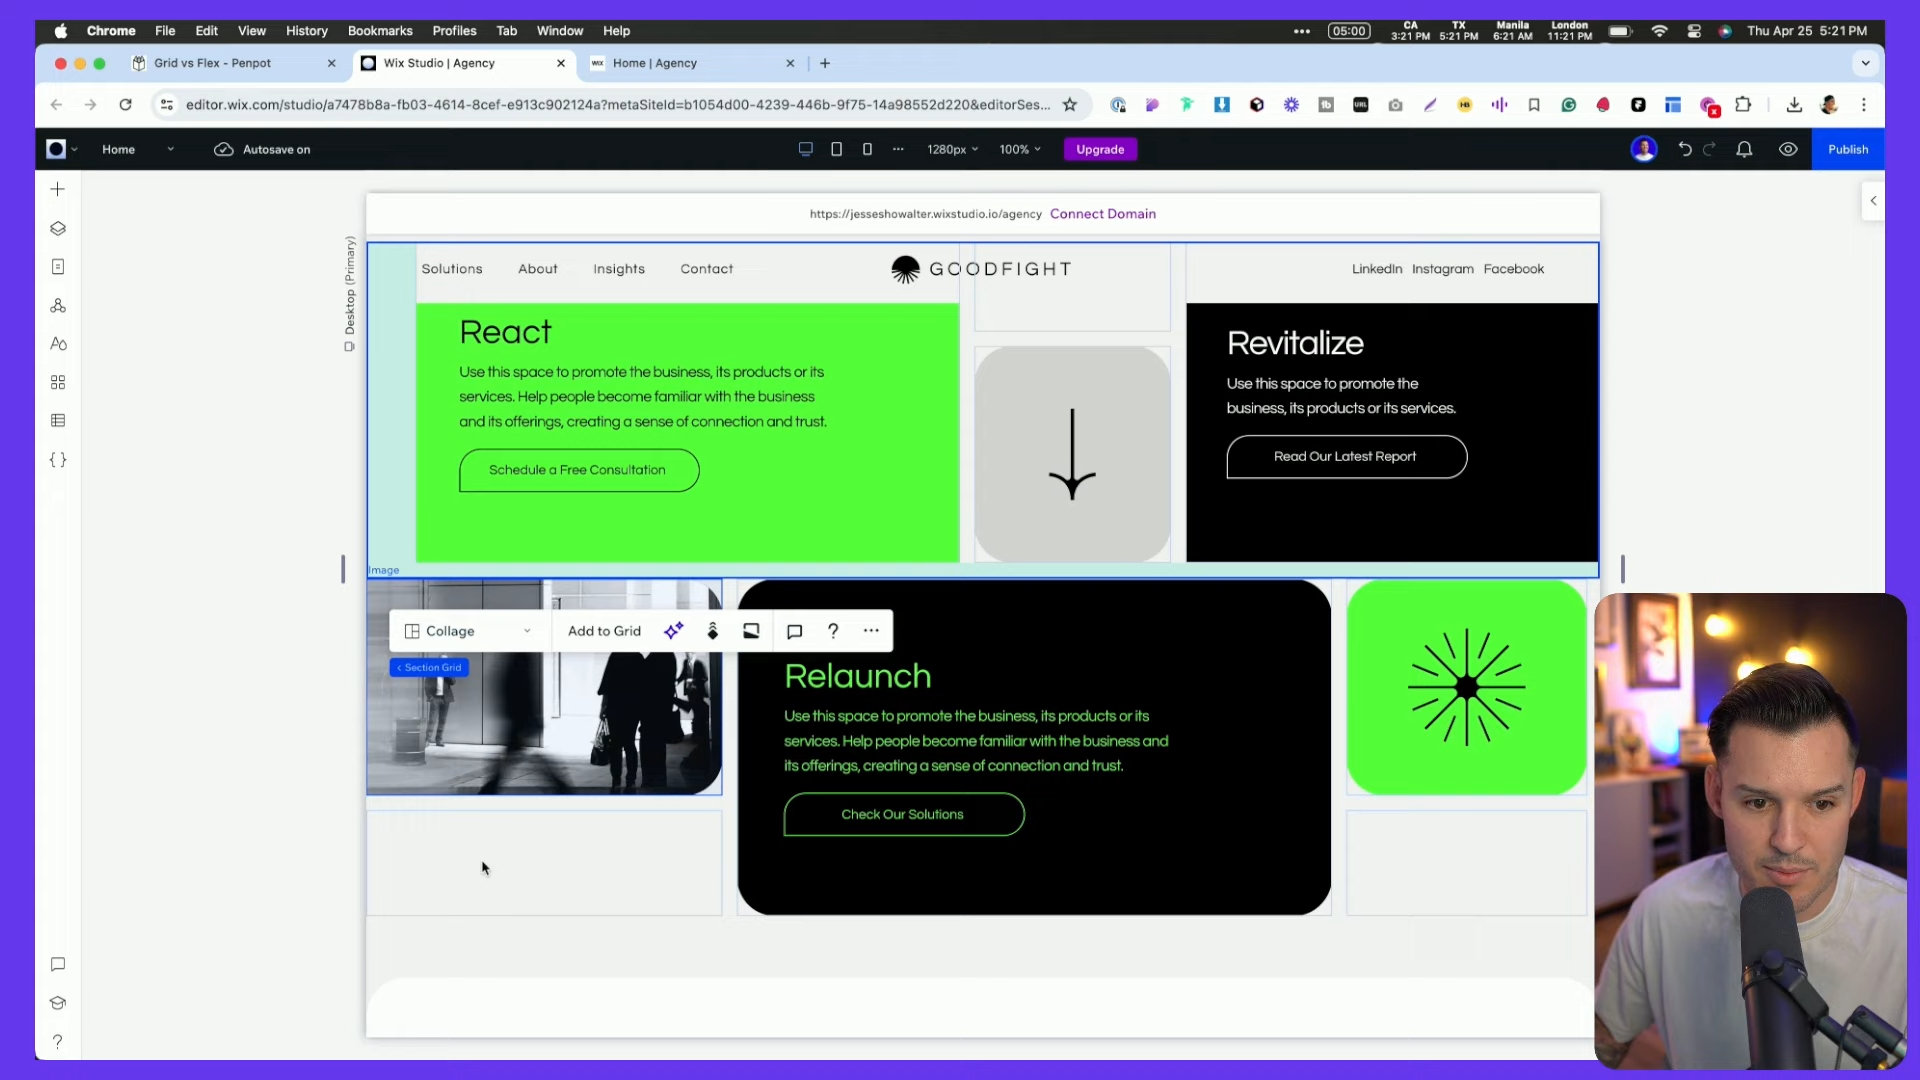 Chrome File Edit View History Bookmarks Profiles Tab Window Help
05:00
CA
3:21 PM
TX
5:21 PM
Manila
6:21 AM
London
11:21 PM
Thu Apr 25 5:21 PM
Grid vs Flex - Penpot
Wix Studio | Agency
WIX Home | Agency
editor.wix.com/studio/a7478b8a-fb03-4614-8cef-e913c902124a?metaSiteId=b1054d00-4239-446b-9f75-14a98552d220&editorSes...
Home
Autosave on
1280px
100%
Upgrade
Publish
https://jesseshowalter.wixstudio.io/agency Connect Domain
Desktop (Primary)
Solutions About Insights Contact
GOODFIGHT
LinkedIn Instagram Facebook
React
Use this space to promote the business, its products or its
services. Help people become familiar with the business
and its offerings, creating a sense of connection and trust.
Schedule a Free Consultation
Revitalize
Use this space to promote the
business, its products or its services.
Read Our Latest Report
Image
Collage
Add to Grid
?
< Section Grid
Relaunch
Use this space to promote the business, its products or its
services. Help people become familiar with the business and
its offerings, creating a sense of connection and trust.
Check Our Solutions
?